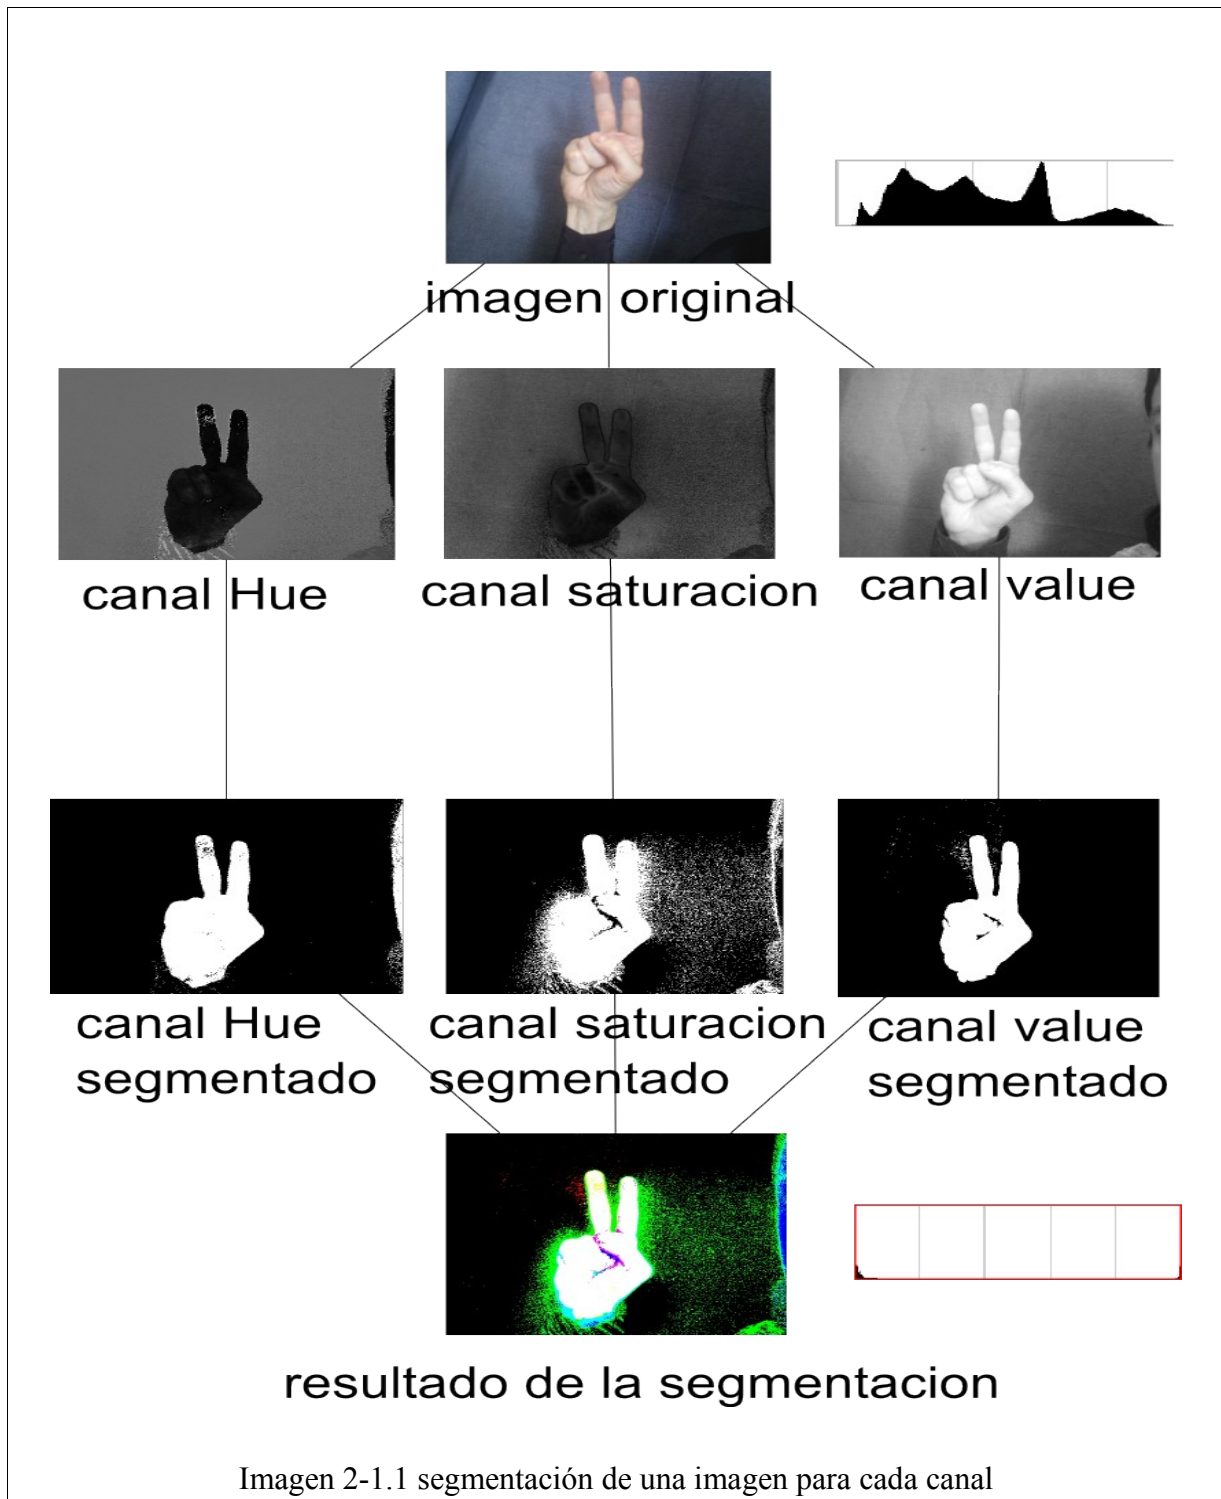 imagen original
canal Hue
canal saturacion
canal value
canal Hue
segmentado
canal saturacion
segmentado
canal value
segmentado
resultado de la segmentacion
Imagen 2-1.1 segmentación de una imagen para cada canal